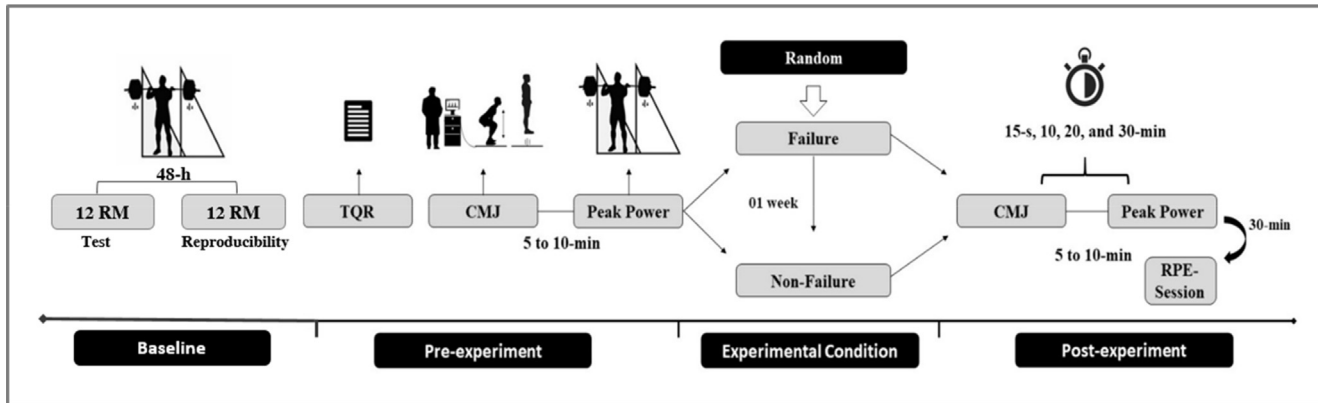 Random
15-s, 10, 20, and 30-min
48-h
Failure
12 RM
12 RM
TQR
CMJ
Peak Power
01 week
CMJ
Peak Power
Test
Reproducibility
5 to 10-min
30-min
5 to 10-min
Non-Failure
RPE-
Session
Baseline
Pre-experiment
Experimental Condition
Post-experiment